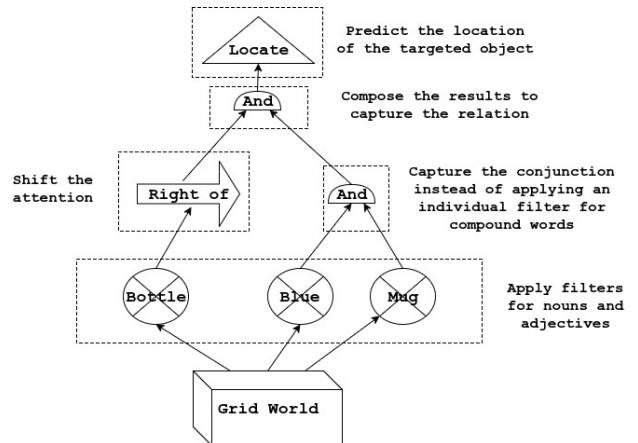 Locate
Predict the location
of the targeted object
And
Compose the results to
capture the relation
Shift the
attention
Right of
And
Capture the conjunction
instead of applying an
individual filter for
compound words
Bottle
Blue
Mug
Apply filters
for nouns and
adjectives
Grid World